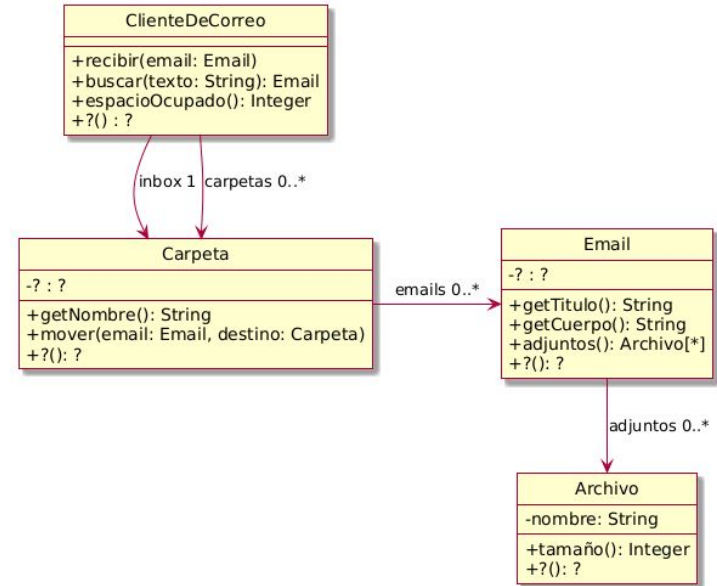 ClienteDeCorreo
+recibir(email: Email)
+buscar(texto: String): Email
+espacioOcupado(): Integer
+?() : ?
inbox 1
carpetas 0..*
Carpeta
-? : ?
+getNombre(): String
+mover(email: Email, destino: Carpeta)
+?(): ?
emails 0..*
Email
-? : ?
+getTitulo(): String
+getCuerpo(): String
+adjuntos(): Archivo[*]
+?(): ?
adjuntos 0..*
Archivo
-nombre: String
+tamaño(): Integer
+?(): ?